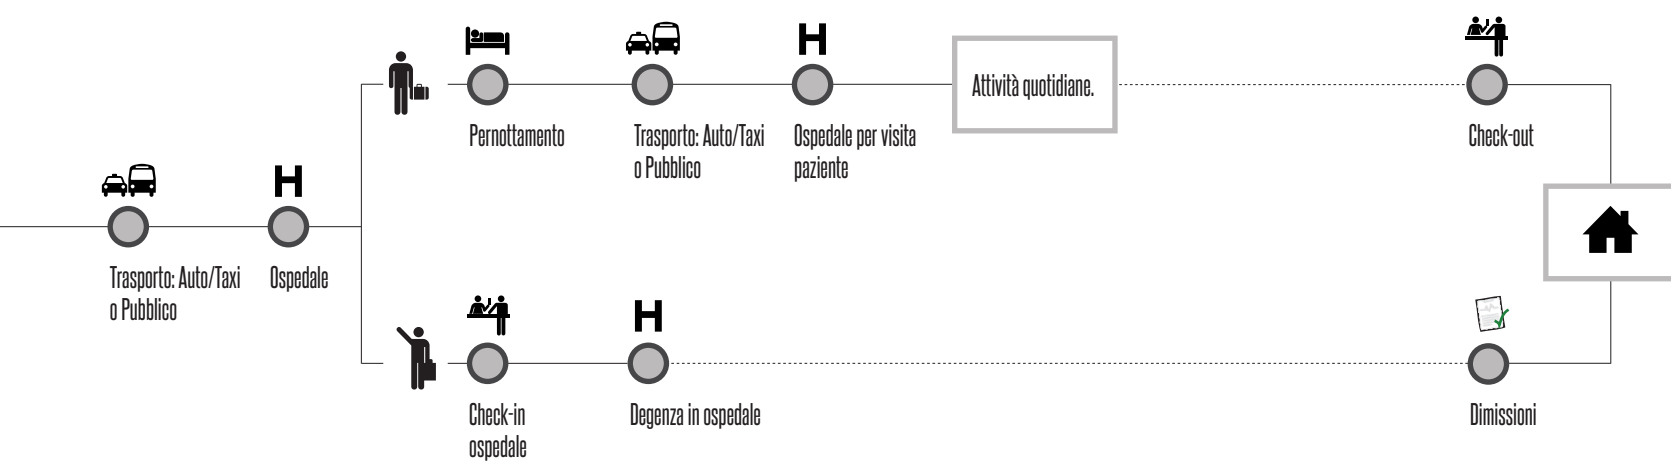 H
Pernottamento
Trasporto: Auto/Taxi
o Pubblico
Ospedale per visita
paziente
Attività quotidiane.
Check-out
H
Trasporto: Auto/Taxi
o Pubblico
Ospedale
H
Check-in
ospedale
Degenza in ospedale
Dimissioni